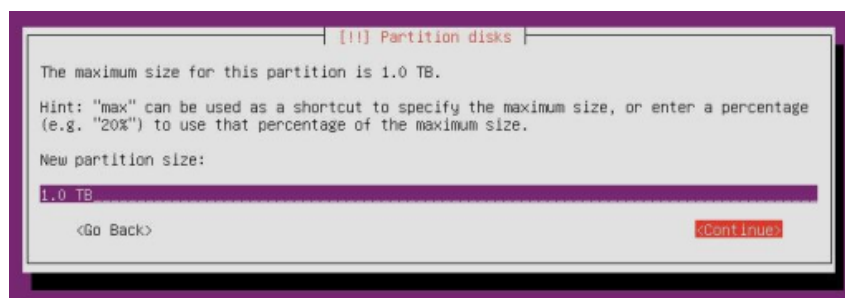 [!!] Partition disks
The maximum size for this partition is 1.0 TB.
Hint: "max" can be used as a shortcut to specify the maximum size, or enter a percentage
(e.g. "20%") to use that percentage of the maximum size.
New partition size:
1.0 TB
<Go Back> <Continue>